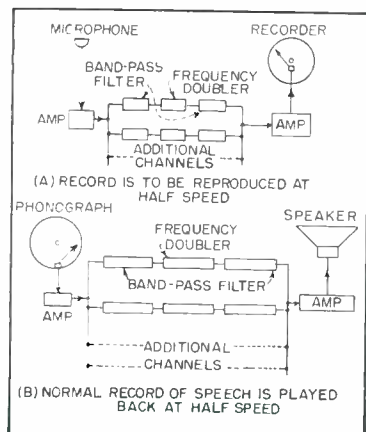 MICROPHONE
RECORDER
BAND-PASS
FILTER
FREQUENCY
DOUBLER
AMP
AMP
ADDITIONAL
CHANNELS
(A) RECORD IS TO BE REPRODUCED AT
HALF SPEED
PHONOGRAPH
SPEAKER
FREQUENCY
DOUBLER
BAND-PASS FILTER
AMP
AMP
ADDITIONAL
CHANNELS
(B) NORMAL RECORD OF SPEECH IS PLAYED
BACK AT HALF SPEED